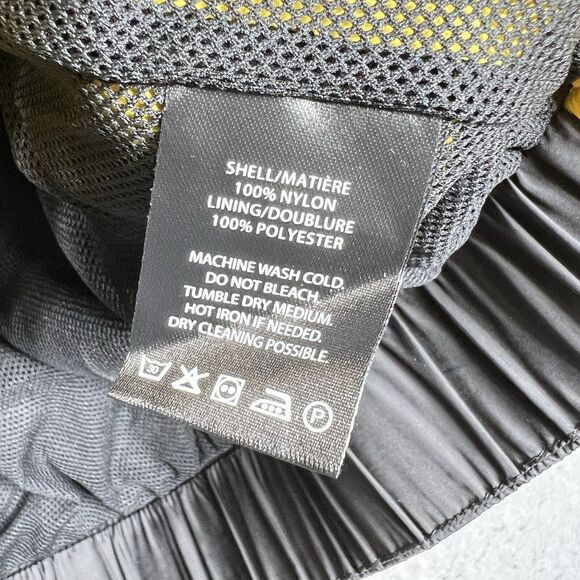 SHELL/MATIÈRE
100% NYLON
LINING/DOUBLURE
100% POLYESTER
MACHINE WASH COLD.
DO NOT BLEACH.
TUMBLE DRY MEDIUM.
HOT IRON IF NEEDED.
DRY CLEANING POSSIBLE.
30 P